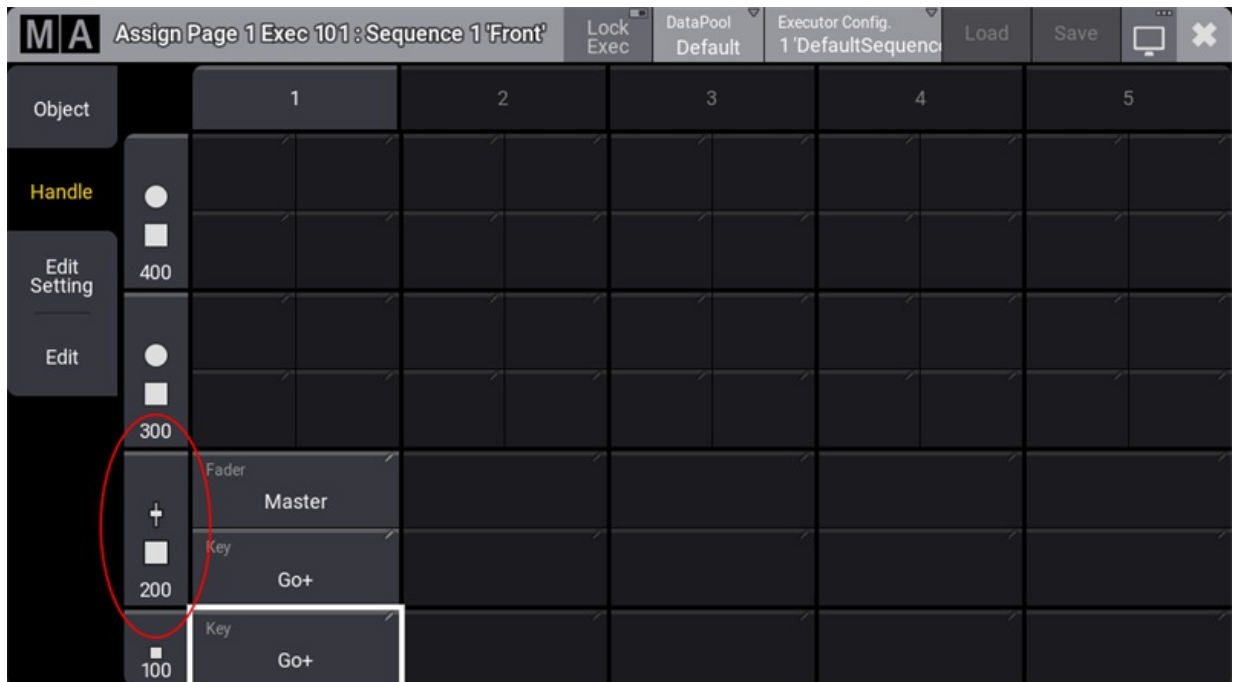 MA Assign Page 1 Exec 101 : Sequence 1 'Front'
Lock
Exec
DataPool
Default
Executor Config.
1 'DefaultSequenc
Load
Save
Object
Handle
Edit
Setting
Edit
1
2
3
4
5
400
300
Fader
Master
Key
Go+
200
Key
Go+
100